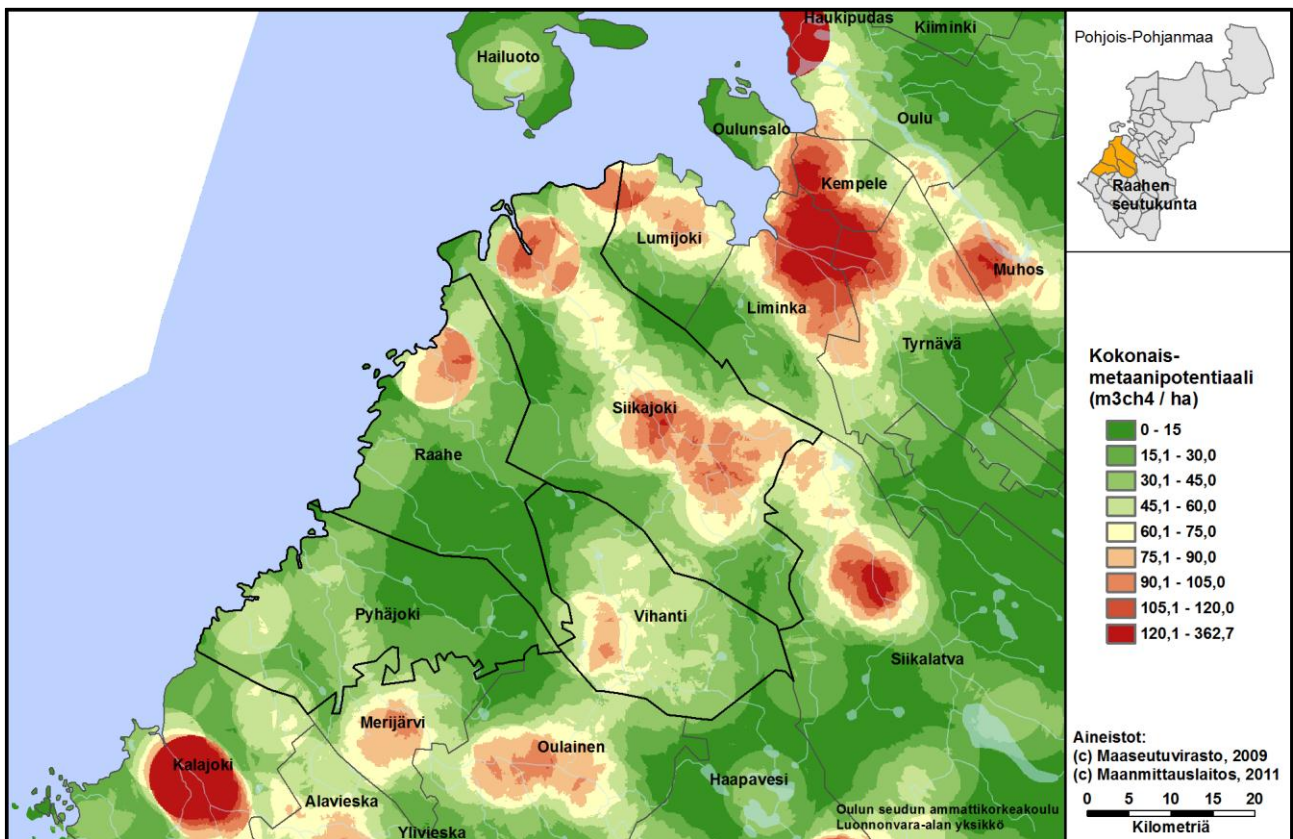 Haukipudas
Kiiminki
Hailuoto
Oulunsalo
Oulu
Kempele
Lumijoki
Muhos
Liminka
Tyrnävä
Siikajoki
Raahe
Pyhäjoki
Vihanti
Siikalatva
Merijärvi
Oulainen
Kalajoki
Haapavesi
Alavieska
Ylivieska
Oulun seudun ammattikorkeakoulu
Luonnonvara-alan yksikkö
Pohjois-Pohjanmaa
Raahen
seutukunta
Kokonais-
metaanipotentiaali
(m3ch4 / ha)
0 - 15
15,1 - 30,0
30,1 - 45,0
45,1 - 60,0
60,1 - 75,0
75,1 - 90,0
90,1 - 105,0
105,1 - 120,0
120,1 - 362,7
Aineistot:
(c) Maaseutuvirasto, 2009
(c) Maanmittauslaitos, 2011
0 5 10 15 20
Kilometriä